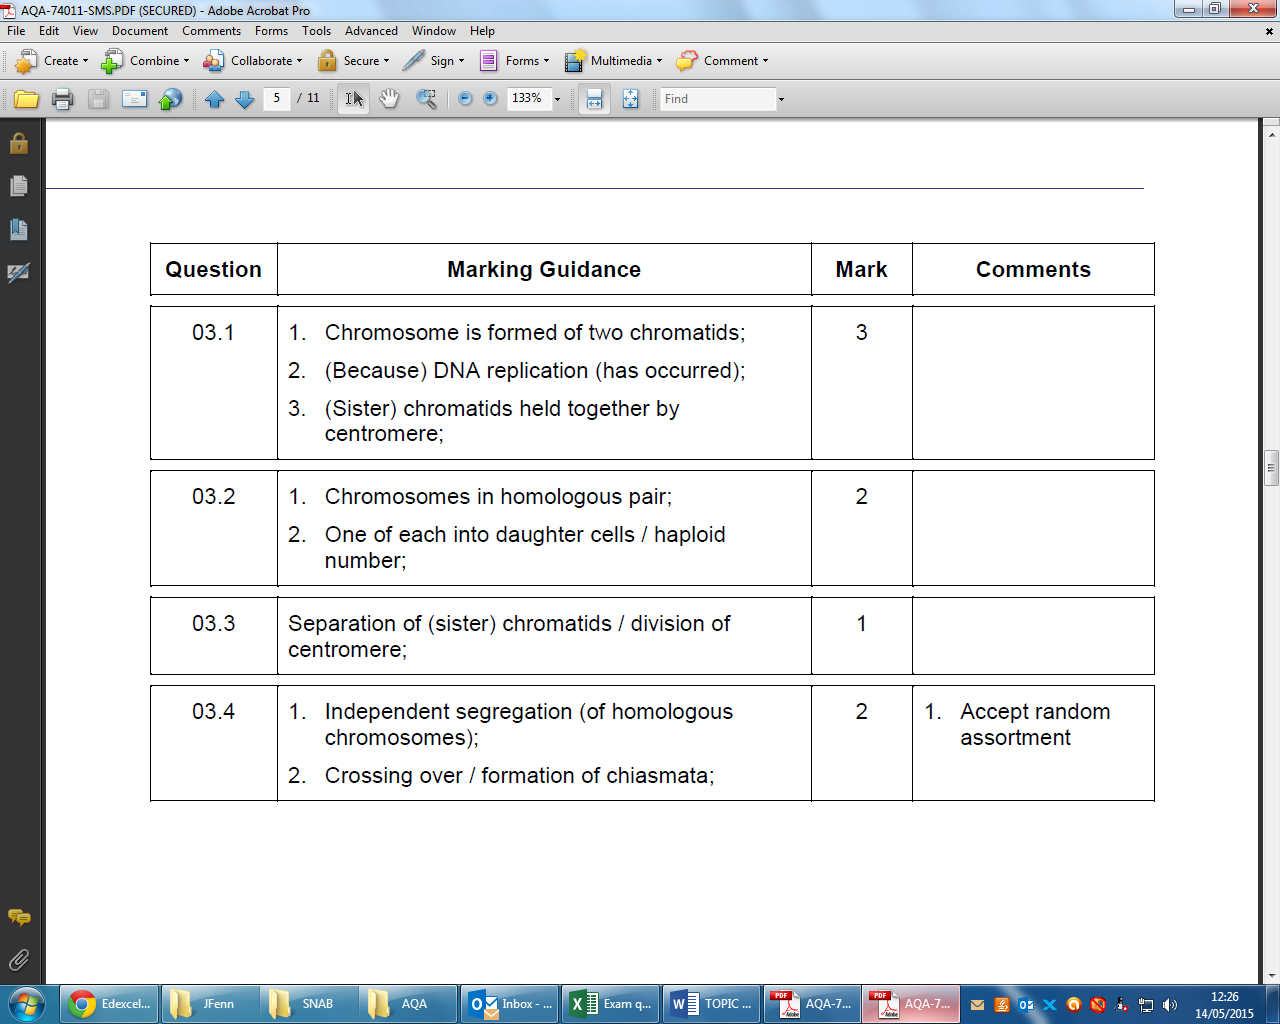 AQA-74011-SMS.PDF (SECURED) - Adobe Acrobat Pro
File Edit View Document Comments Forms Tools Advanced Window Help
Create Combine Collaborate Secure Sign Forms Multimedia Comment
5 / 11 133% Find
Question Marking Guidance Mark Comments
03.1 1. Chromosome is formed of two chromatids; 3
2. (Because) DNA replication (has occurred);
3. (Sister) chromatids held together by
centromere;
03.2 1. Chromosomes in homologous pair; 2
2. One of each into daughter cells / haploid
number;
03.3 Separation of (sister) chromatids / division of 1
centromere;
03.4 1. Independent segregation (of homologous 2 1. Accept random
chromosomes); assortment
2. Crossing over / formation of chiasmata;
Edexcel... JFenn SNAB AQA Inbox - ... Exam q... TOPIC ... AQA-7... AQA-7... 12:26
14/05/2015